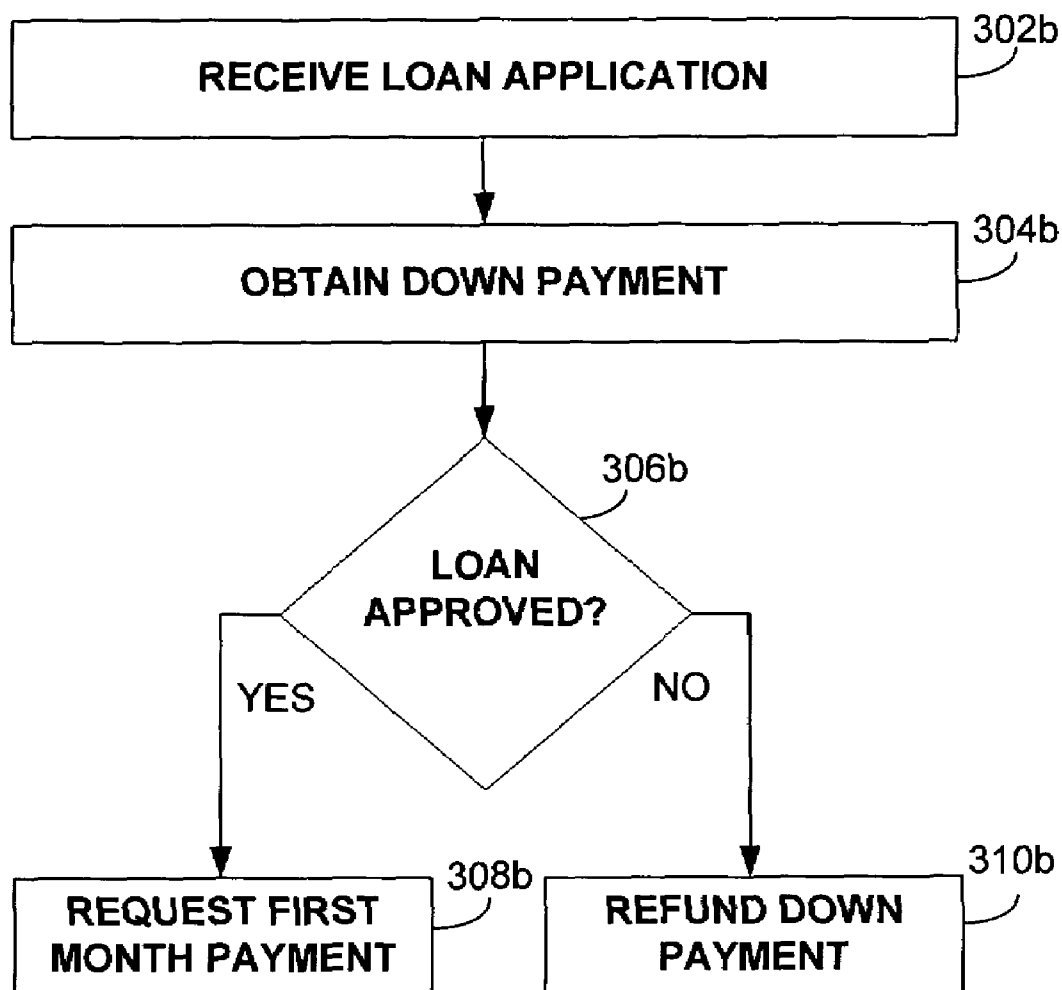 302b
RECEIVE LOAN APPLICATION
304b
OBTAIN DOWN PAYMENT
306b
LOAN
APPROVED?
YES
NO
308b
REQUEST FIRST
MONTH PAYMENT
310b
REFUND DOWN
PAYMENT